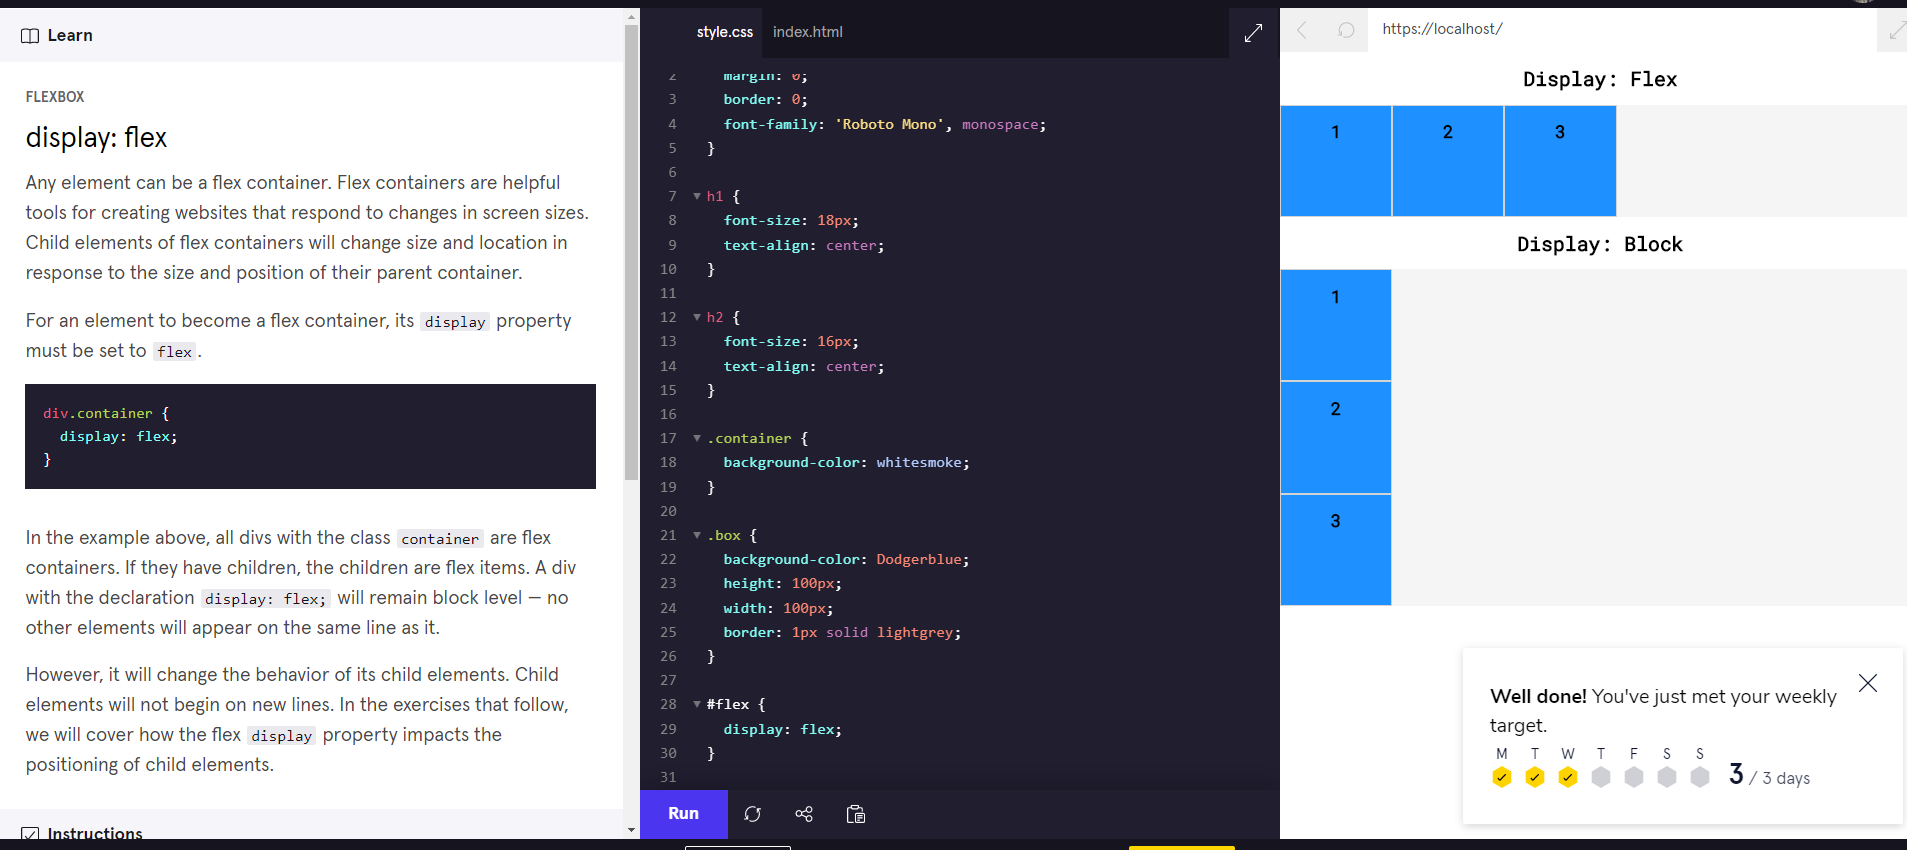 Learn
FLEXBOX
display: flex
Any element can be a flex container. Flex containers are helpful
tools for creating websites that respond to changes in screen sizes.
Child elements of flex containers will change size and location in
response to the size and position of their parent container.
For an element to become a flex container, its display property
must be set to flex.
div.container {
  display: flex;
}
In the example above, all divs with the class container are flex
containers. If they have children, the children are flex items. A div
with the declaration display: flex; will remain block level — no
other elements will appear on the same line as it.
However, it will change the behavior of its child elements. Child
elements will not begin on new lines. In the exercises that follow,
we will cover how the flex display property impacts the
positioning of child elements.
Instructions
style.css index.html
2 margin: 0;
3 border: 0;
4 font-family: 'Roboto Mono', monospace;
5 }
6
7 h1 {
8 font-size: 18px;
9 text-align: center;
10 }
11
12 h2 {
13 font-size: 16px;
14 text-align: center;
15 }
16
17 .container {
18 background-color: whitesmoke;
19 }
20
21 .box {
22 background-color: Dodgerblue;
23 height: 100px;
24 width: 100px;
25 border: 1px solid lightgrey;
26 }
27
28 #flex {
29 display: flex;
30 }
31
Run
https://localhost/
Display: Flex
1 2 3
Display: Block
1
2
3
Well done! You've just met your weekly
target.
M T W T F S S
3 / 3 days